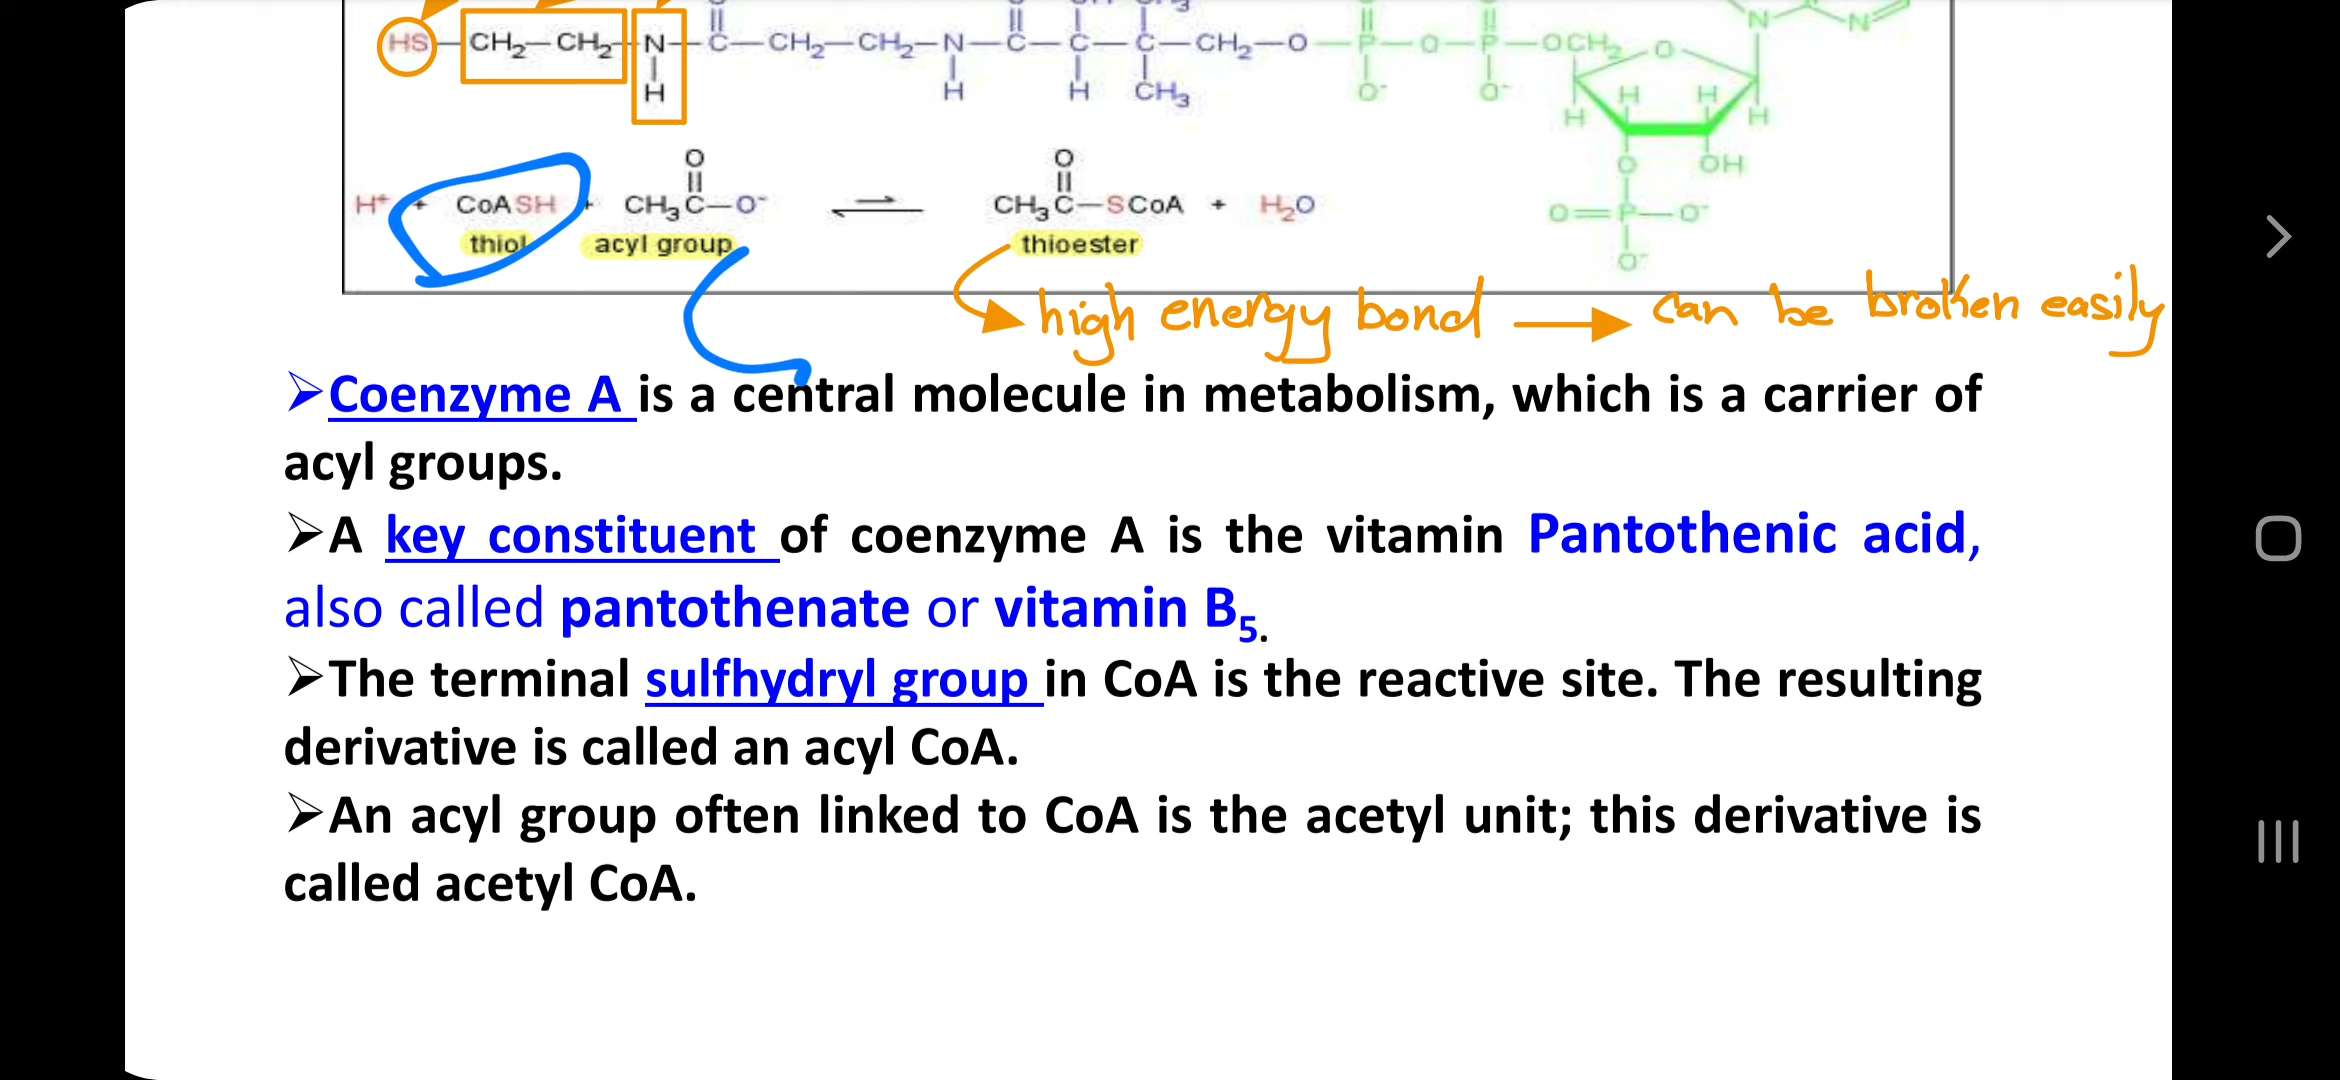 HS—CH₂—CH₂—N—C—CH₂—CH₂—N—C—C—C—CH₂—O—P—O—P—OCH₂ O N N
H H H CH₃ O⁻ O⁻ H H H H
O O O OH
H⁺ + CoASH + CH₃C—O⁻ ⇌ CH₃C—SCoA + H₂O O=P—O⁻
thiol acyl group thioester O⁻
high energy bond → can be broken easily
➢Coenzyme A is a central molecule in metabolism, which is a carrier of
acyl groups.
➢A key constituent of coenzyme A is the vitamin Pantothenic acid,
also called pantothenate or vitamin B₅.
➢The terminal sulfhydryl group in CoA is the reactive site. The resulting
derivative is called an acyl CoA.
➢An acyl group often linked to CoA is the acetyl unit; this derivative is
called acetyl CoA.